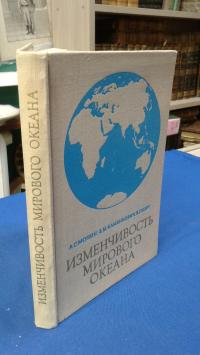 ИЗМЕНЧИВОСТЬ МИРОВОГО ОКЕАНА
ИЗМЕНЧИВОСТЬ
МИРОВОГО
ОКЕАНА